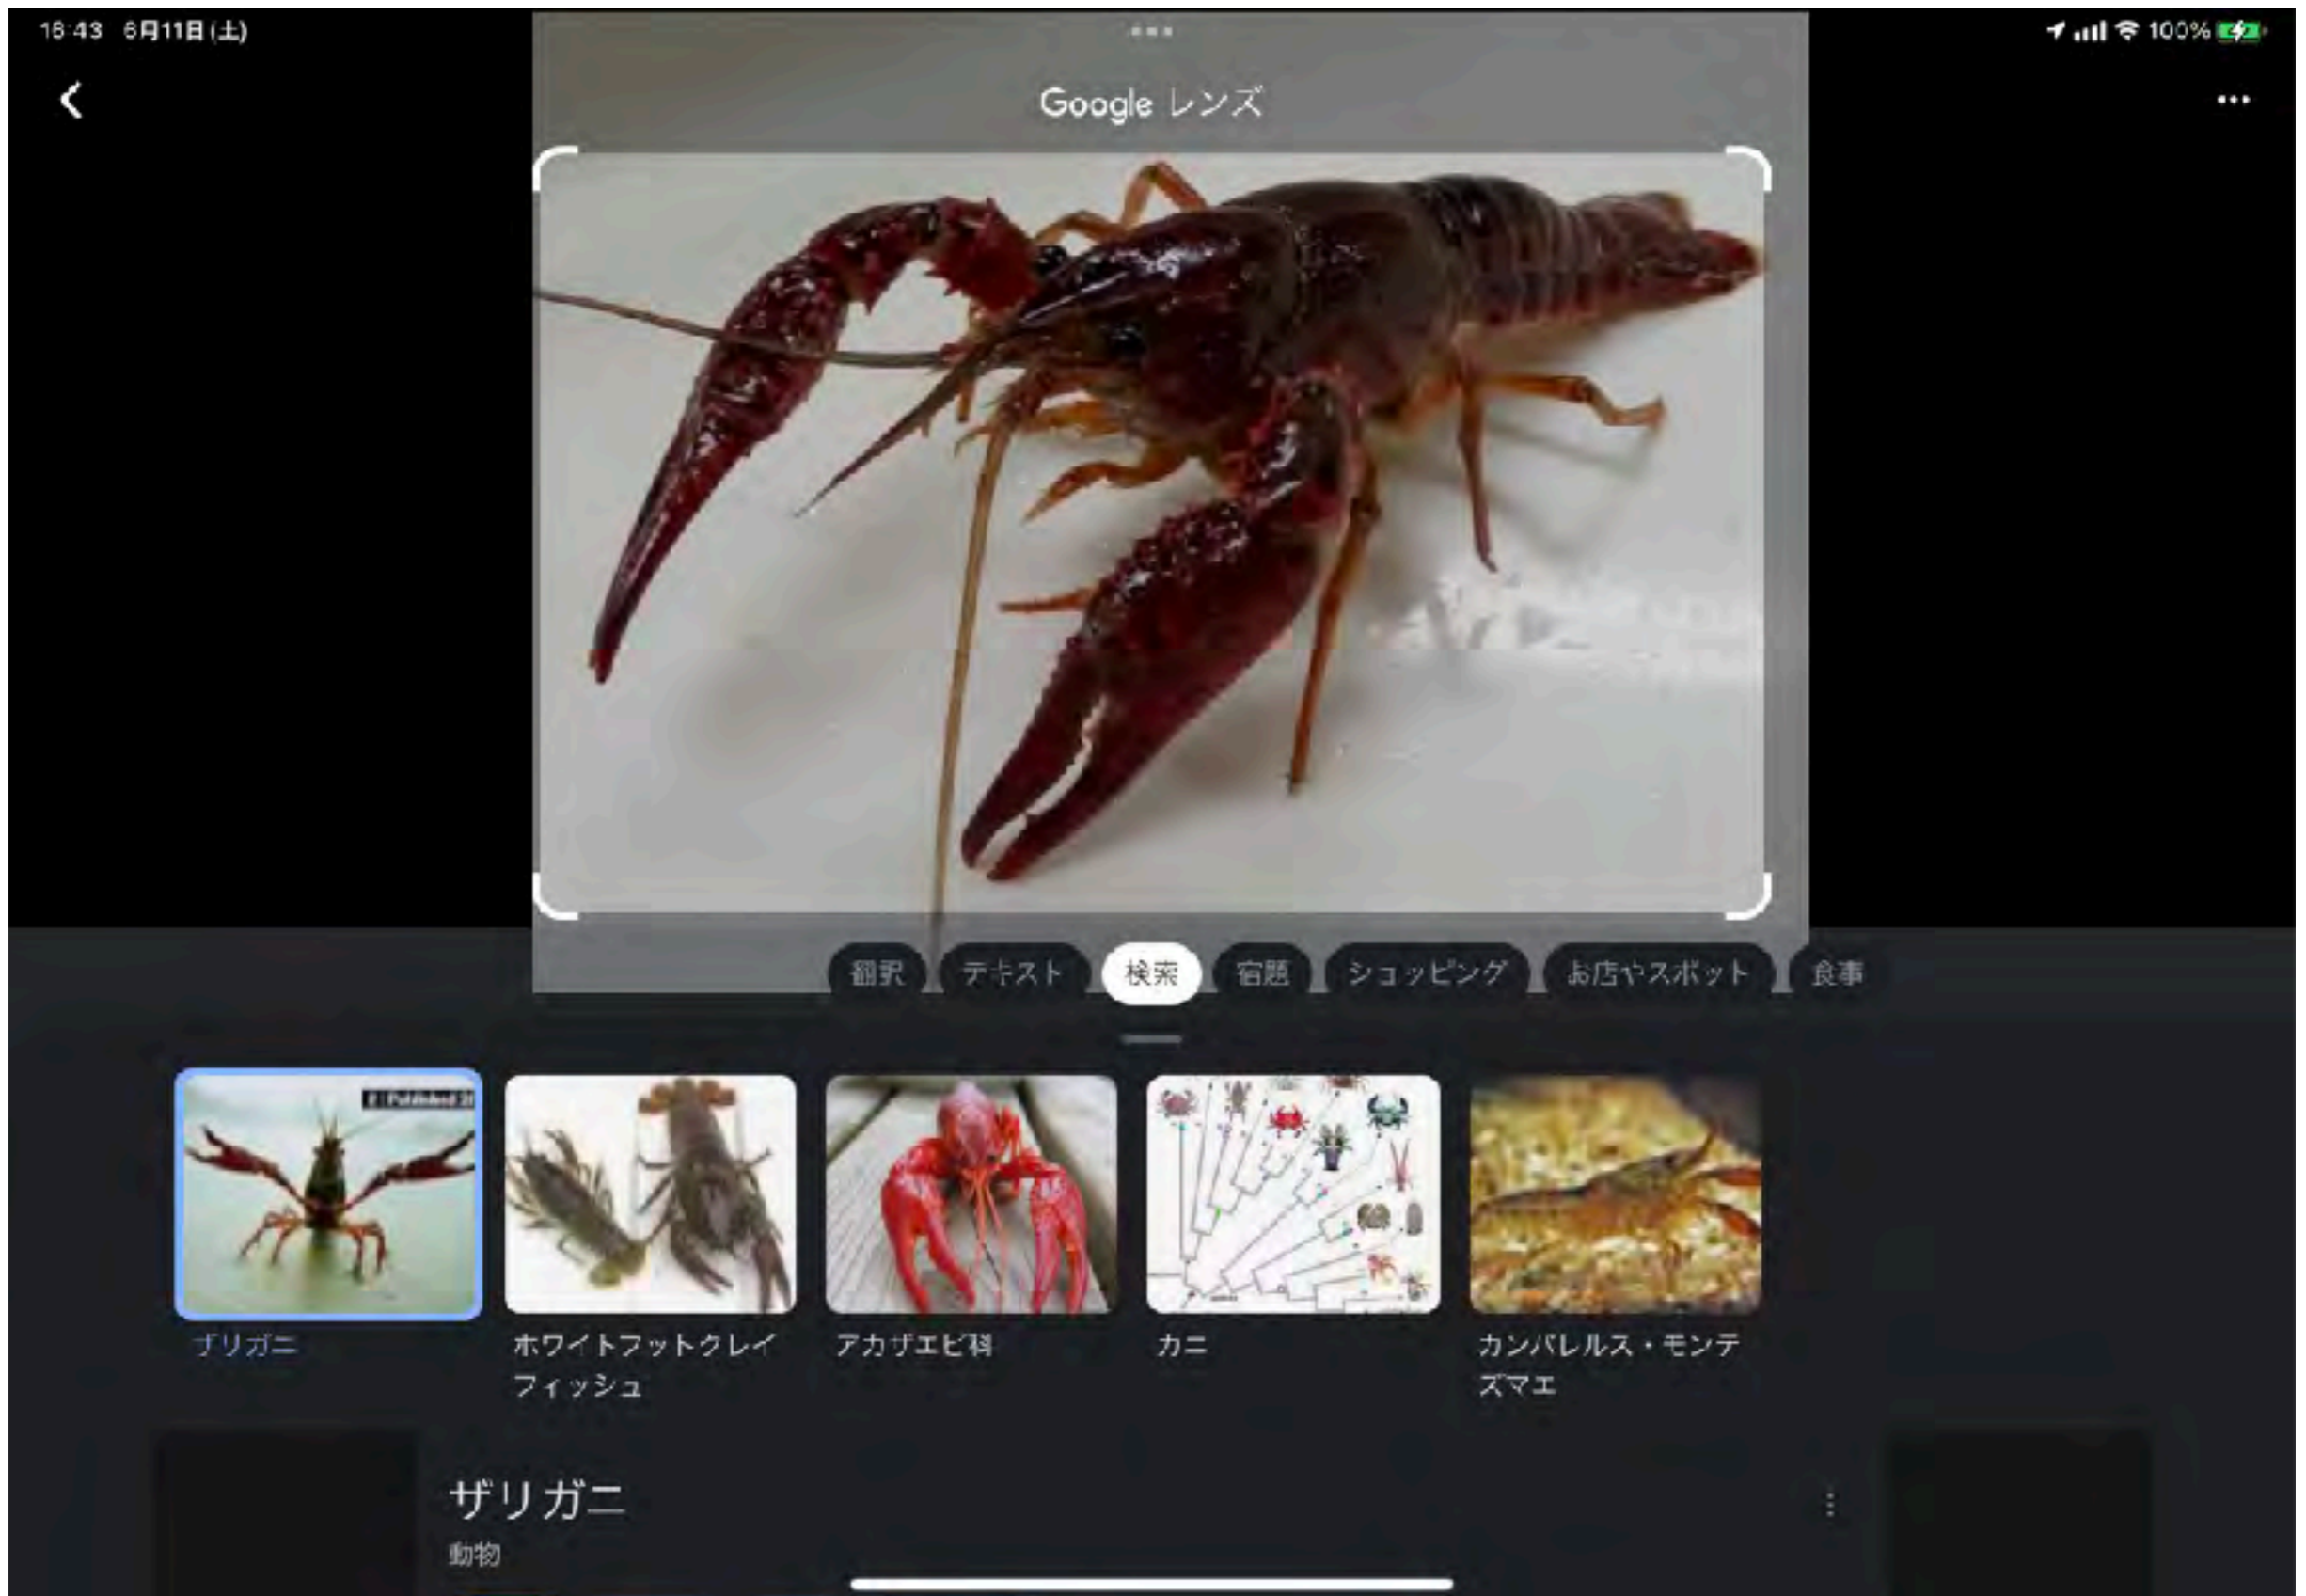 16:43 6月11日(土)
100%
Google レンズ
翻訳 テキスト 検索 宿題 ショッピング お店やスポット 食事
ザリガニ
ホワイトフットクレイ
フィッシュ
アカザエビ科
カニ
カンバレルス・モンテ
ズマエ
ザリガニ
動物